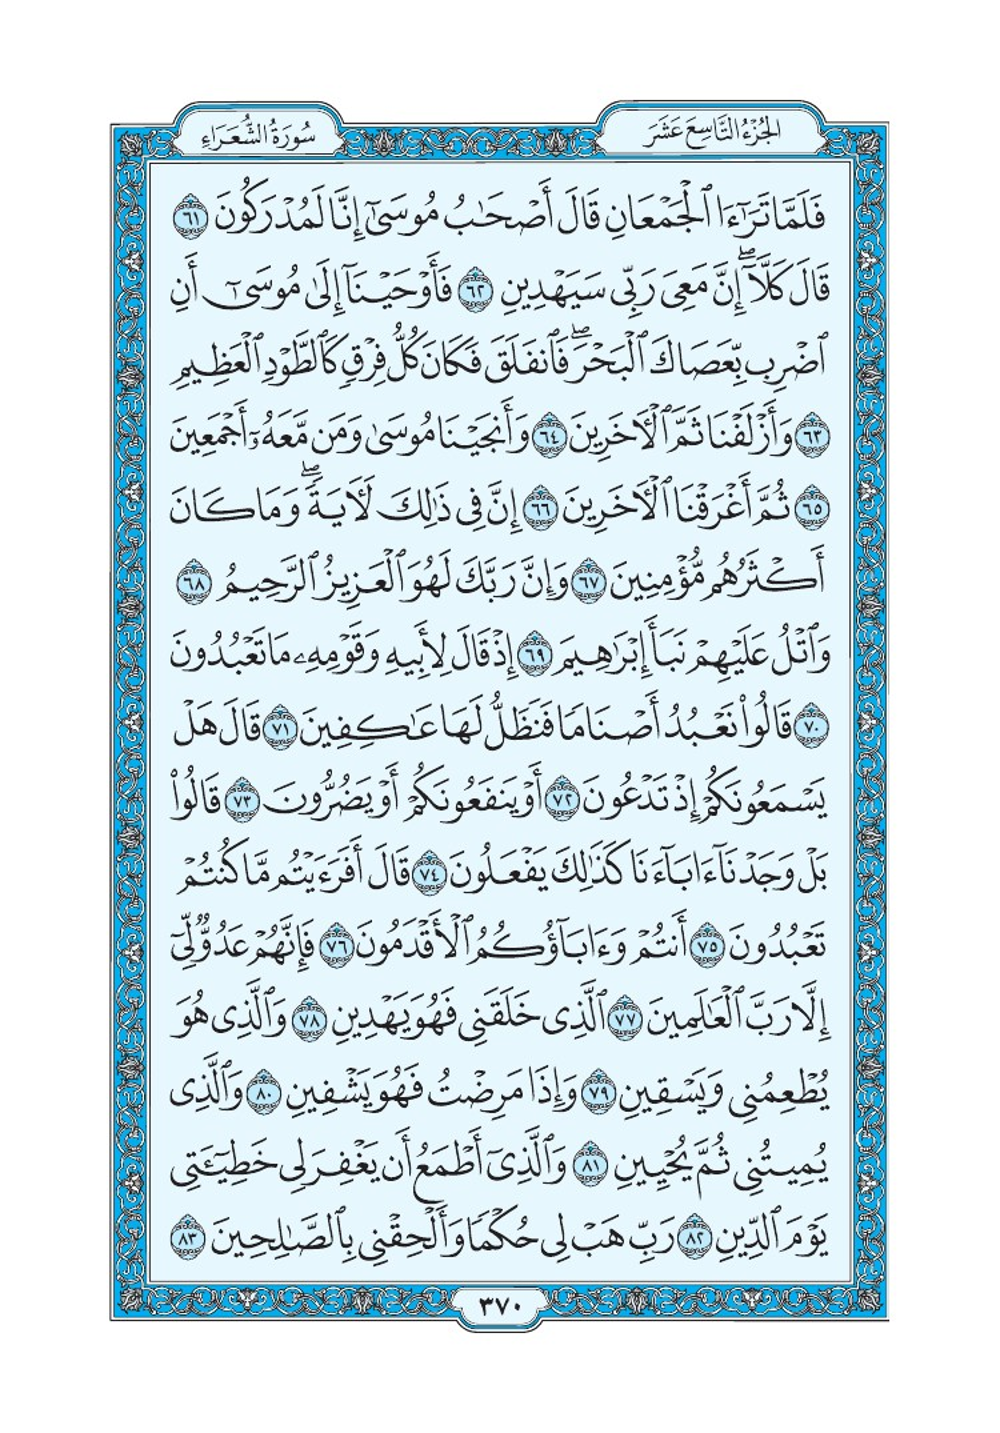 الجُزْءُ التَّاسِعَ عَشَرَ
سُورَةُ الشُّعَرَاءِ
فَلَمَّا تَرَٰٓءَا ٱلْجَمْعَانِ قَالَ أَصْحَٰبُ مُوسَىٰٓ إِنَّا لَمُدْرَكُونَ ٦١
قَالَ كَلَّآۖ إِنَّ مَعِىَ رَبِّى سَيَهْدِينِ ٦٢ فَأَوْحَيْنَآ إِلَىٰ مُوسَىٰٓ أَنِ
ٱضْرِب بِّعَصَاكَ ٱلْبَحْرَۖ فَٱنفَلَقَ فَكَانَ كُلُّ فِرْقٍ كَٱلطَّوْدِ ٱلْعَظِيمِ
٦٣ وَأَزْلَفْنَا ثَمَّ ٱلْأَخَرِينَ ٦٤ وَأَنجَيْنَا مُوسَىٰ وَمَن مَّعَهُۥٓ أَجْمَعِينَ
٦٥ ثُمَّ أَغْرَقْنَا ٱلْأَخَرِينَ ٦٦ إِنَّ فِى ذَٰلِكَ لَأَيَةًۖ وَمَا كَانَ
أَكْثَرُهُم مُّؤْمِنِينَ ٦٧ وَإِنَّ رَبَّكَ لَهُوَ ٱلْعَزِيزُ ٱلرَّحِيمُ ٦٨
وَٱتْلُ عَلَيْهِمْ نَبَأَ إِبْرَٰهِيمَ ٦٩ إِذْ قَالَ لِأَبِيهِ وَقَوْمِهِۦ مَا تَعْبُدُونَ
٧٠ قَالُوا۟ نَعْبُدُ أَصْنَامًا فَنَظَلُّ لَهَا عَٰكِفِينَ ٧١ قَالَ هَلْ
يَسْمَعُونَكُمْ إِذْ تَدْعُونَ ٧٢ أَوْ يَنفَعُونَكُمْ أَوْ يَضُرُّونَ ٧٣ قَالُوا۟
بَلْ وَجَدْنَآ ءَابَآءَنَا كَذَٰلِكَ يَفْعَلُونَ ٧٤ قَالَ أَفَرَءَيْتُم مَّا كُنتُمْ
تَعْبُدُونَ ٧٥ أَنتُمْ وَءَابَآؤُكُمُ ٱلْأَقْدَمُونَ ٧٦ فَإِنَّهُمْ عَدُوٌّ لِّىٓ
إِلَّا رَبَّ ٱلْعَٰلَمِينَ ٧٧ ٱلَّذِى خَلَقَنِى فَهُوَ يَهْدِينِ ٧٨ وَٱلَّذِى هُوَ
يُطْعِمُنِى وَيَسْقِينِ ٧٩ وَإِذَا مَرِضْتُ فَهُوَ يَشْفِينِ ٨٠ وَٱلَّذِى
يُمِيتُنِى ثُمَّ يُحْيِينِ ٨١ وَٱلَّذِىٓ أَطْمَعُ أَن يَغْفِرَ لِى خَطِيٓـَٔتِى
يَوْمَ ٱلدِّينِ ٨٢ رَبِّ هَبْ لِى حُكْمًا وَأَلْحِقْنِى بِٱلصَّٰلِحِينَ ٨٣
٣٧٠